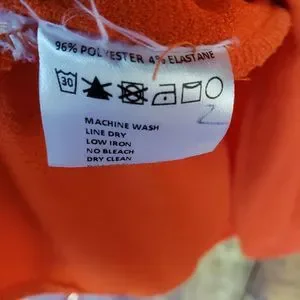 96% POLYESTER 4% ELASTANE
30
MACHINE WASH
LINE DRY
LOW IRON
NO BLEACH
DRY CLEAN